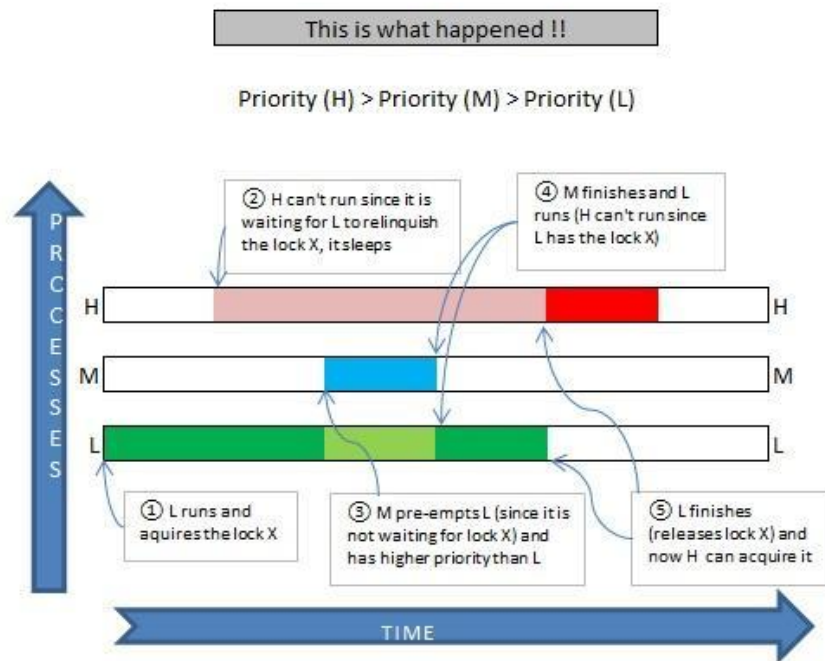 This is what happened !!
Priority (H) > Priority (M) > Priority (L)
② H can't run since it is
waiting for L to relinquish
the lock X, it sleeps
④ M finishes and L
runs (H can't run since
L has the lock X)
PROCESSES
H
H
M
M
L
L
① L runs and
aquires the lock X
③ M pre-empts L (since it is
not waiting for lock X) and
has higher priority than L
⑤ L finishes
(releases lock X) and
now H can acquire it
TIME